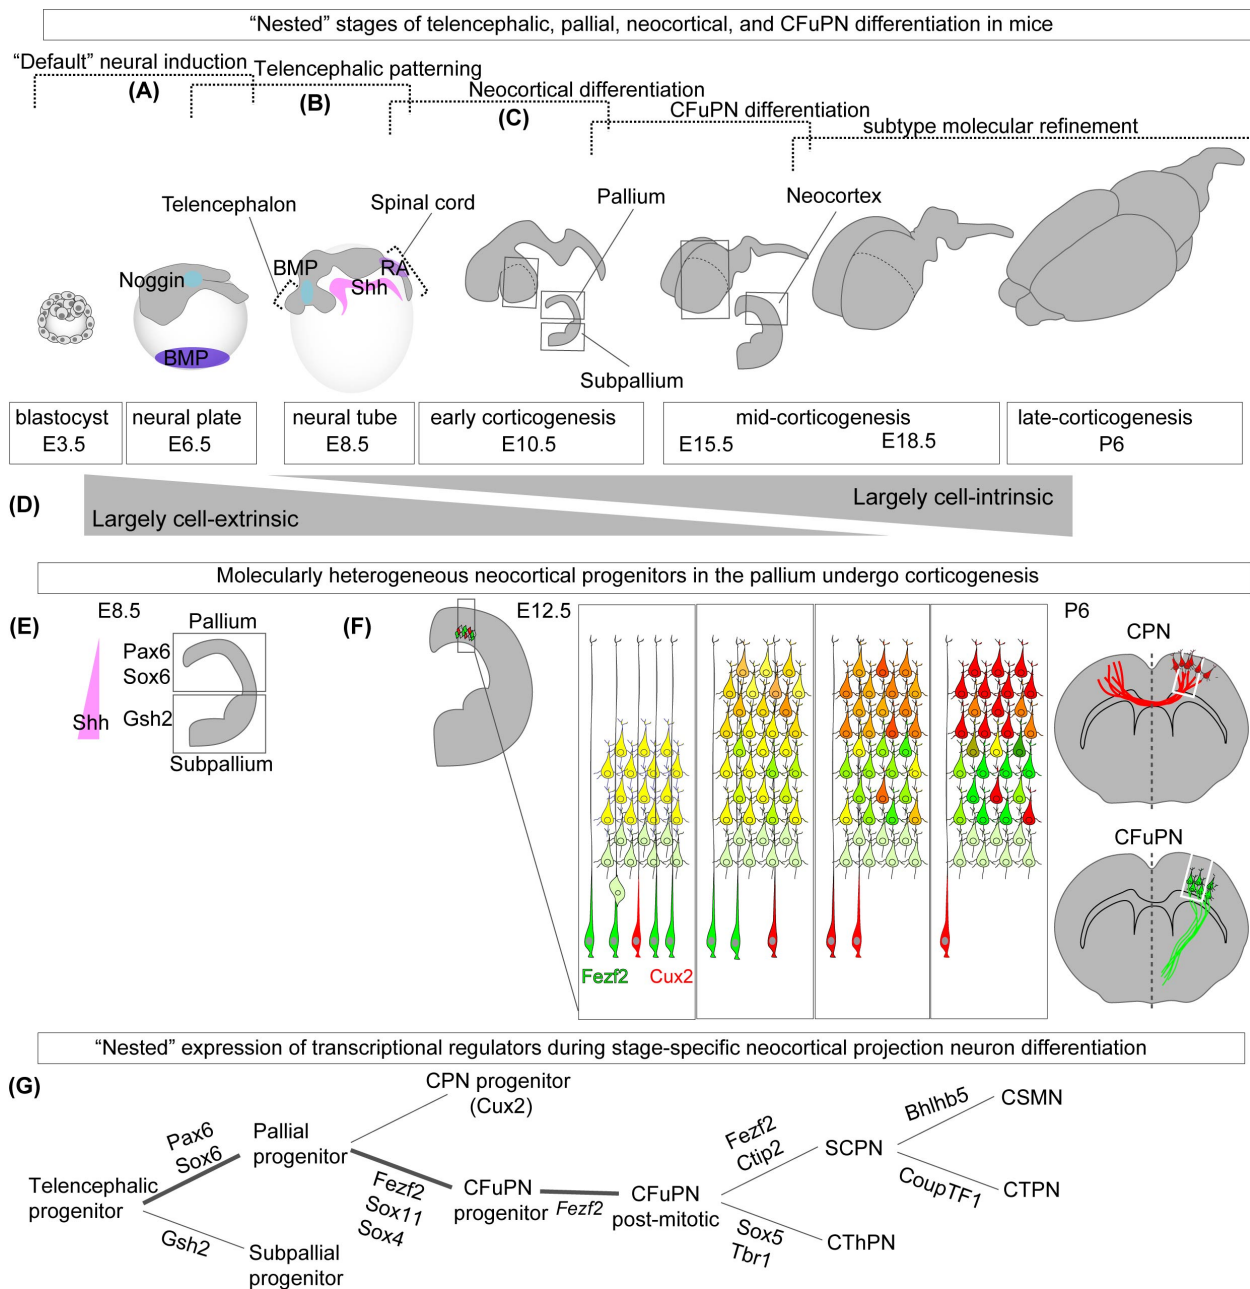 “Nested” stages of telencephalic, pallial, neocortical, and CFuPN differentiation in mice
“Default” neural induction
Telencephalic patterning
Neocortical differentiation
CFuPN differentiation
subtype molecular refinement
(A)
(B)
(C)
Telencephalon
Spinal cord
Pallium
Neocortex
Noggin
BMP
BMP
RA
Shh
Subpallium
blastocyst
E3.5
neural plate
E6.5
neural tube
E8.5
early corticogenesis
E10.5
mid-corticogenesis
E15.5
E18.5
late-corticogenesis
P6
(D)
Largely cell-extrinsic
Largely cell-intrinsic
Molecularly heterogeneous neocortical progenitors in the pallium undergo corticogenesis
(E)
E8.5
Pallium
Pax6
Sox6
Shh
Gsh2
Subpallium
(F)
E12.5
Fezf2
Cux2
P6
CPN
CFuPN
“Nested” expression of transcriptional regulators during stage-specific neocortical projection neuron differentiation
(G)
Telencephalic
progenitor
Pax6
Sox6
Gsh2
Pallial
progenitor
Subpallial
progenitor
CPN progenitor
(Cux2)
Fezf2
Sox11
Sox4
CFuPN
progenitor
Fezf2
CFuPN
post-mitotic
Fezf2
Ctip2
Sox5
Tbr1
SCPN
CThPN
Bhlhb5
CoupTF1
CSMN
CTPN